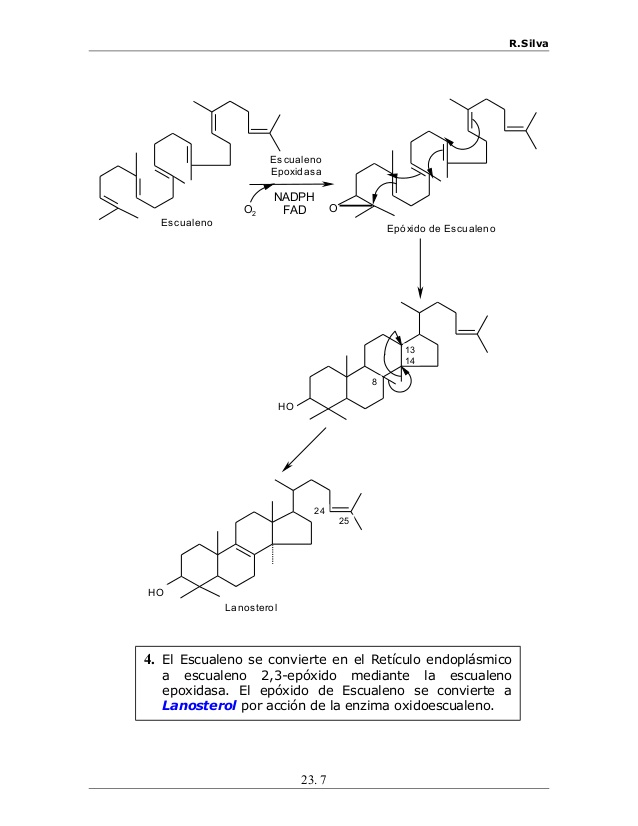 R.Silva
Escualeno
Epoxidasa
O2
NADPH
FAD
O
Escualeno
Epóxido de Escualeno
13
14
8
HO
24
25
HO
Lanosterol
4. El Escualeno se convierte en el Retículo endoplásmico
a escualeno 2,3-epóxido mediante la escualeno
epoxidasa. El epóxido de Escualeno se convierte a
Lanosterol por acción de la enzima oxidoescualeno.
23. 7